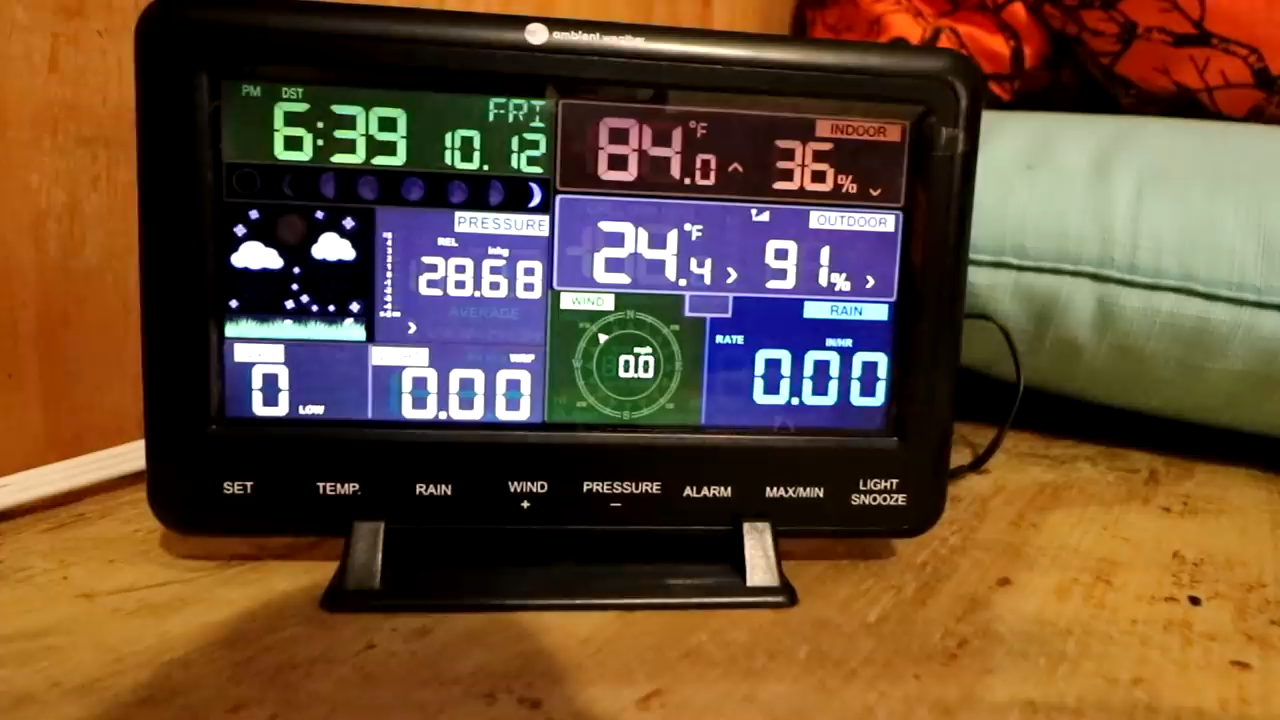 ambient weather
PM DST
6:39 FRI
10. 12
INDOOR
84.0 °F 36%
PRESSURE
REL inHg
28.68
AVERAGE
OUTDOOR
24.4 °F 91%
WIND
N
mph
0.0
S
RAIN
RATE IN/HR
0.00
0 LOW
0.00
SET TEMP. RAIN WIND + PRESSURE − ALARM MAX/MIN LIGHT SNOOZE